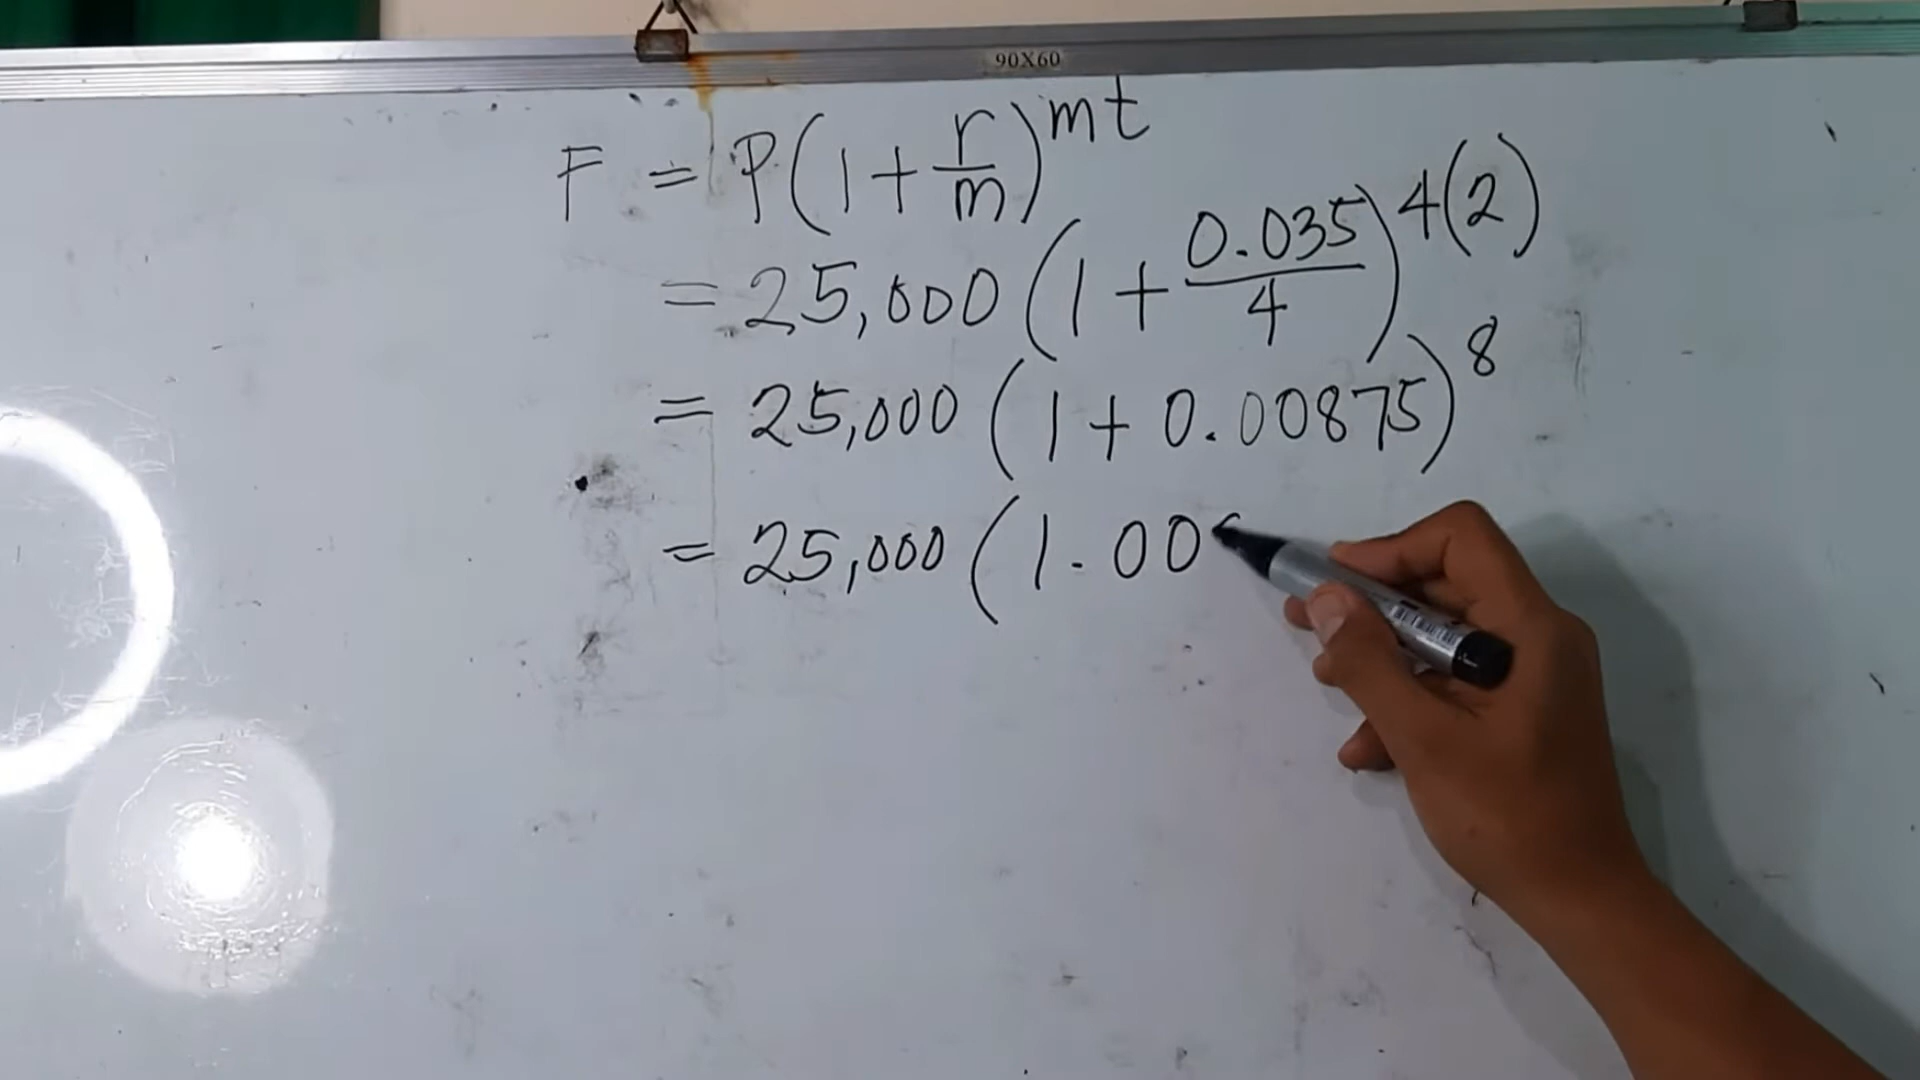 90X60
F = P(1 + r/m)^mt
= 25,000 (1 + 0.035/4)^4(2)
= 25,000 (1 + 0.00875)^8
= 25,000 (1.00